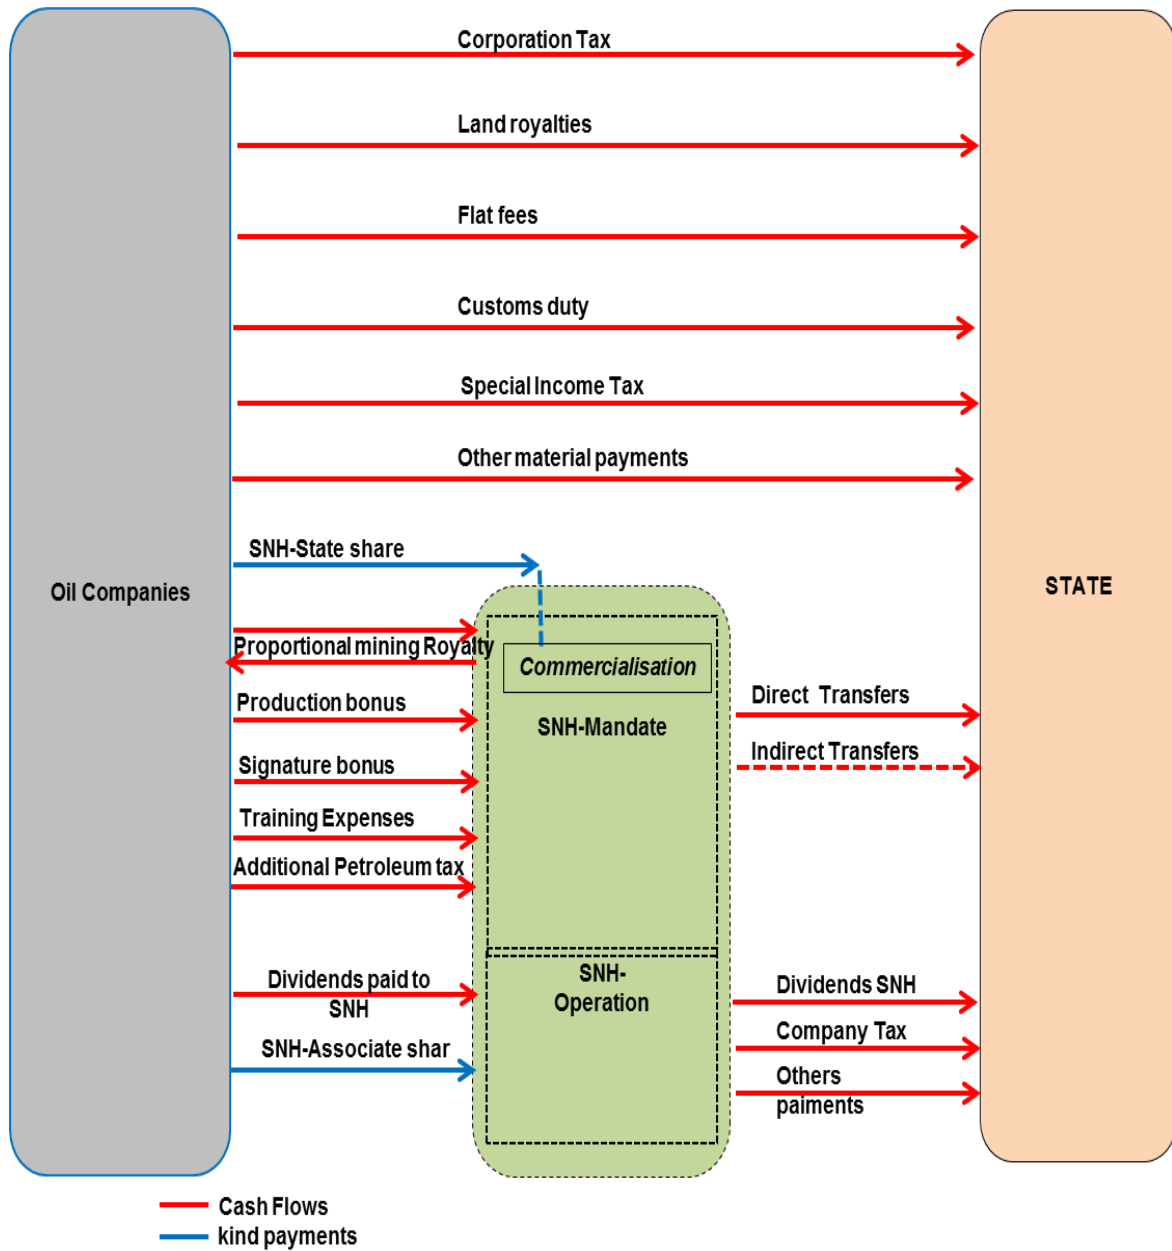 Corporation Tax
Land royalties
Flat fees
Customs duty
Special Income Tax
Other material payments
SNH-State share
Oil Companies
STATE
Proportional mining Royalty
Commercialisation
Production bonus
SNH-Mandate
Direct Transfers
Signature bonus
Indirect Transfers
Training Expenses
Additional Petroleum tax
Dividends paid to
SNH
SNH-
Operation
Dividends SNH
SNH-Associate shar
Company Tax
Others
paiments
Cash Flows
kind payments